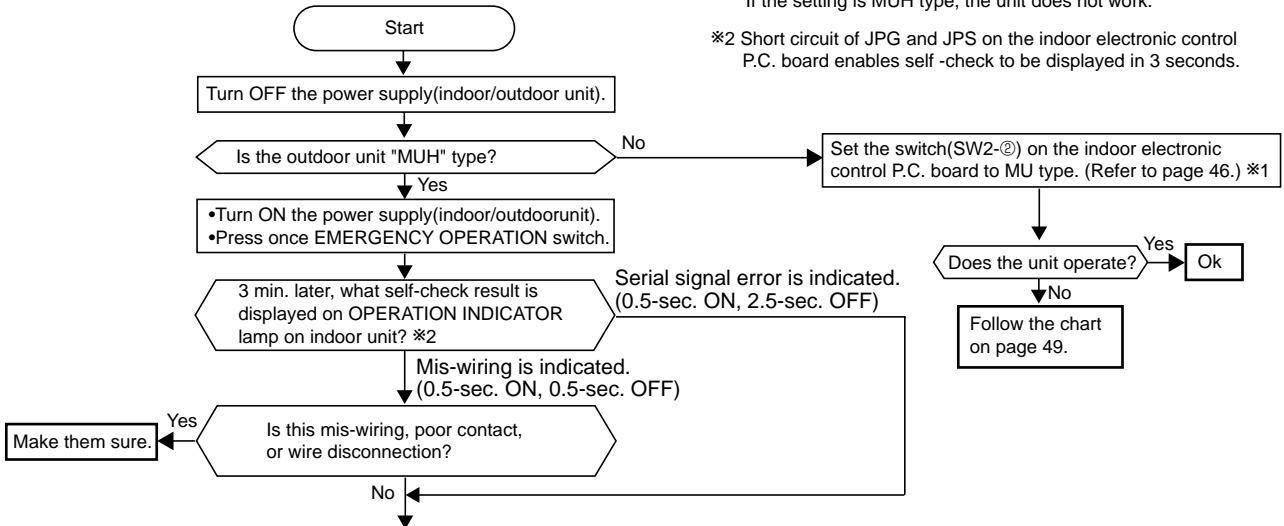 If the setting is MUH type, the unit does not work.
※2 Short circuit of JPG and JPS on the indoor electronic control
P.C. board enables self -check to be displayed in 3 seconds.
Start
Turn OFF the power supply(indoor/outdoor unit).
Is the outdoor unit "MUH" type?
No
Set the switch(SW2-②) on the indoor electronic
control P.C. board to MU type. (Refer to page 46.) ※1
Yes
•Turn ON the power supply(indoor/outdoorunit).
•Press once EMERGENCY OPERATION switch.
Does the unit operate?
Yes
Ok
No
Follow the chart
on page 49.
3 min. later, what self-check result is
displayed on OPERATION INDICATOR
lamp on indoor unit? ※2
Serial signal error is indicated.
(0.5-sec. ON, 2.5-sec. OFF)
Mis-wiring is indicated.
(0.5-sec. ON, 0.5-sec. OFF)
Is this mis-wiring, poor contact,
or wire disconnection?
Yes
Make them sure.
No